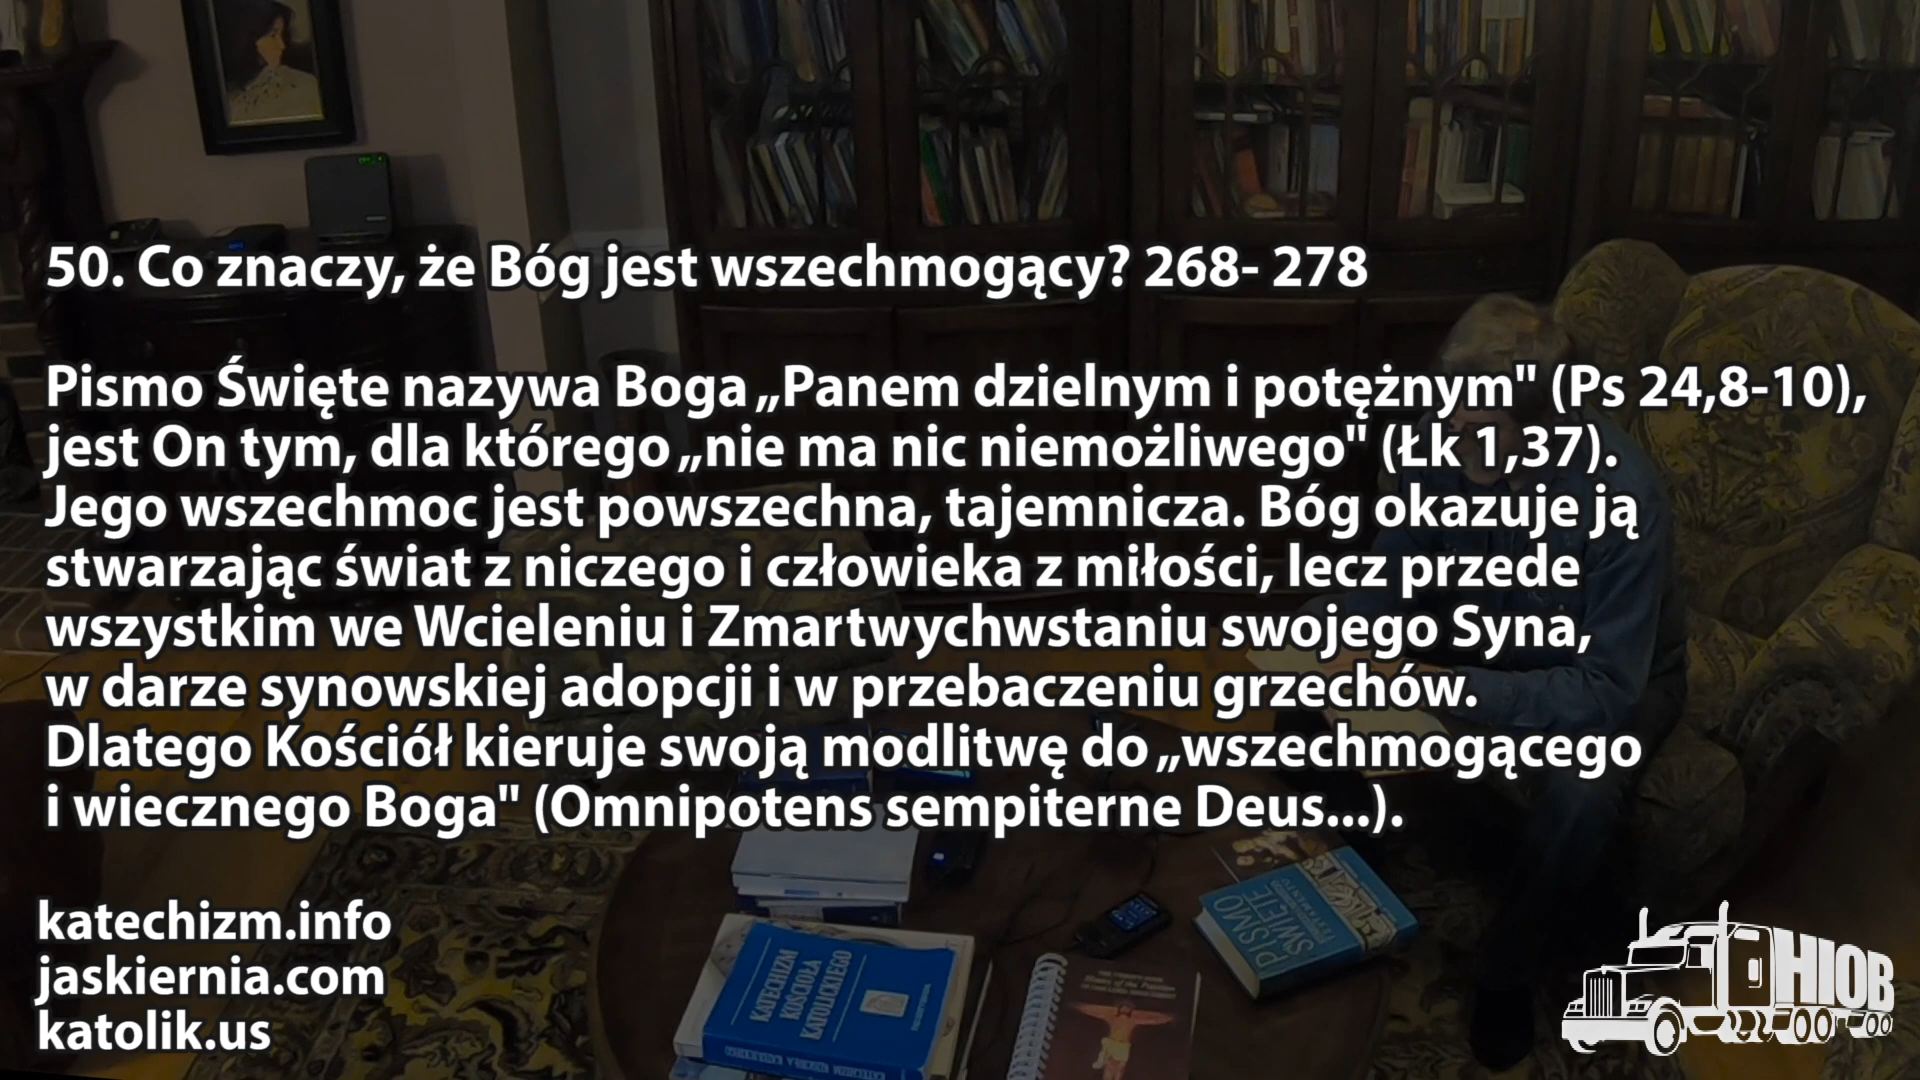 50. Co znaczy, że Bóg jest wszechmogący? 268- 278
Pismo Święte nazywa Boga „Panem dzielnym i potężnym" (Ps 24,8-10),
jest On tym, dla którego „nie ma nic niemożliwego" (Łk 1,37).
Jego wszechmoc jest powszechna, tajemnicza. Bóg okazuje ją
stwarzając świat z niczego i człowieka z miłości, lecz przede
wszystkim we Wcieleniu i Zmartwychwstaniu swojego Syna,
w darze synowskiej adopcji i w przebaczeniu grzechów.
Dlatego Kościół kieruje swoją modlitwę do „wszechmogącego
i wiecznego Boga" (Omnipotens sempiterne Deus...).
katechizm.info
jaskiernia.com
katolik.us
HIOB
KATECHIZM
KOŚCIOŁA
KATOLICKIEGO
PISMO
ŚWIĘTE